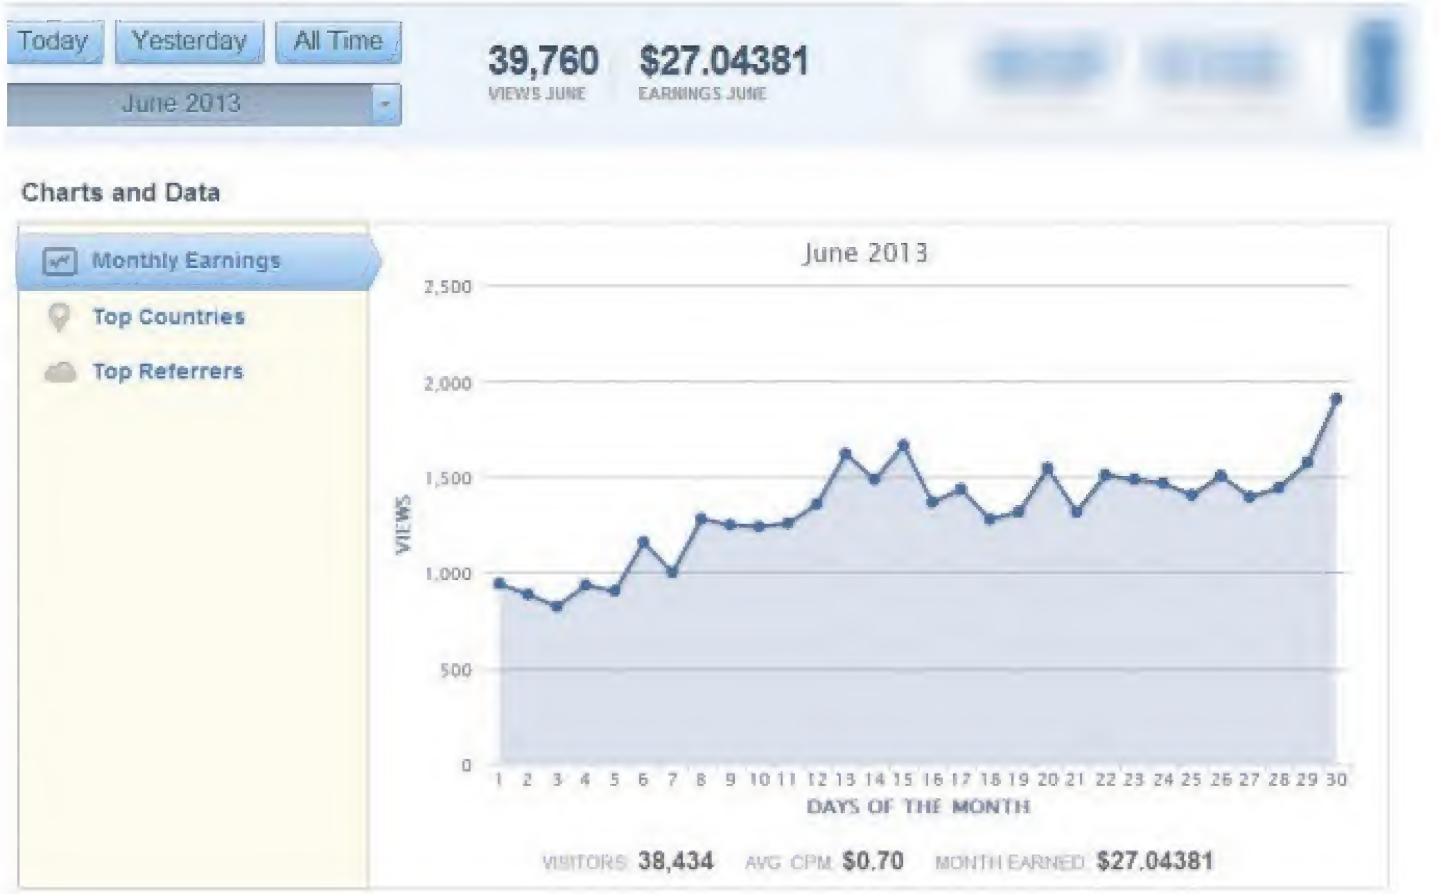 Today Yesterday All Time
June 2013
39,760 $27.04381
VIEWS JUNE EARNINGS JUNE
Charts and Data
Monthly Earnings
Top Countries
Top Referrers
June 2013
2,500
2,000
1,500
1,000
500
0
VIEWS
1 2 3 4 5 6 7 8 9 10 11 12 13 14 15 16 17 18 19 20 21 22 23 24 25 26 27 28 29 30
DAYS OF THE MONTH
VISITORS 38,434 AVG CPM $0.70 MONTH EARNED $27.04381